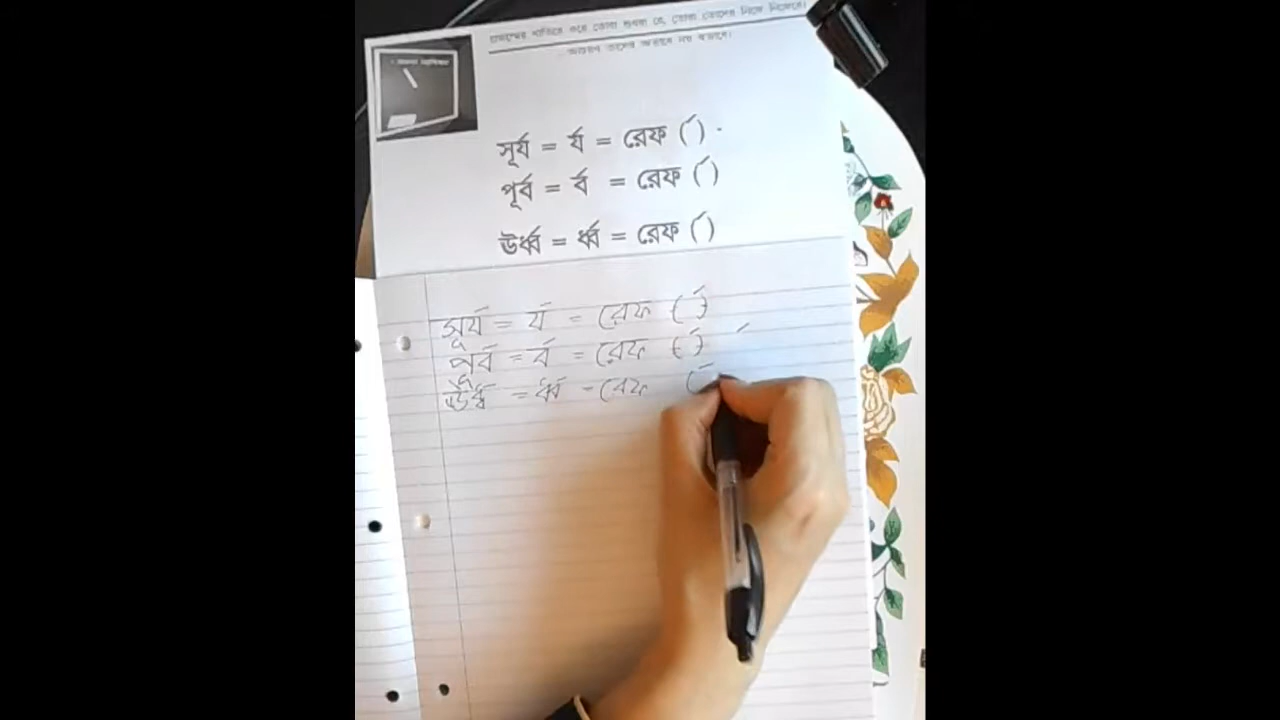 সূর্য = র্য = রেফ (র্)
পূর্ব = র্ব = রেফ (র্)
ঊর্ধ্ব = র্ধ্ব = রেফ (র্)
সূর্য = র্য = রেফ (র্)
পূর্ব = র্ব = রেফ (র্)
ঊর্ধ্ব = র্ধ্ব = রেফ (র্